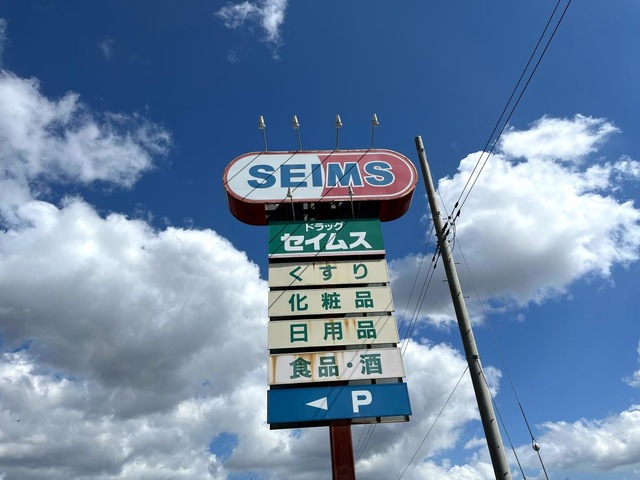 SEIMS
ドラッグ
セイムス
くすり
化粧品
日用品
食品・酒
P